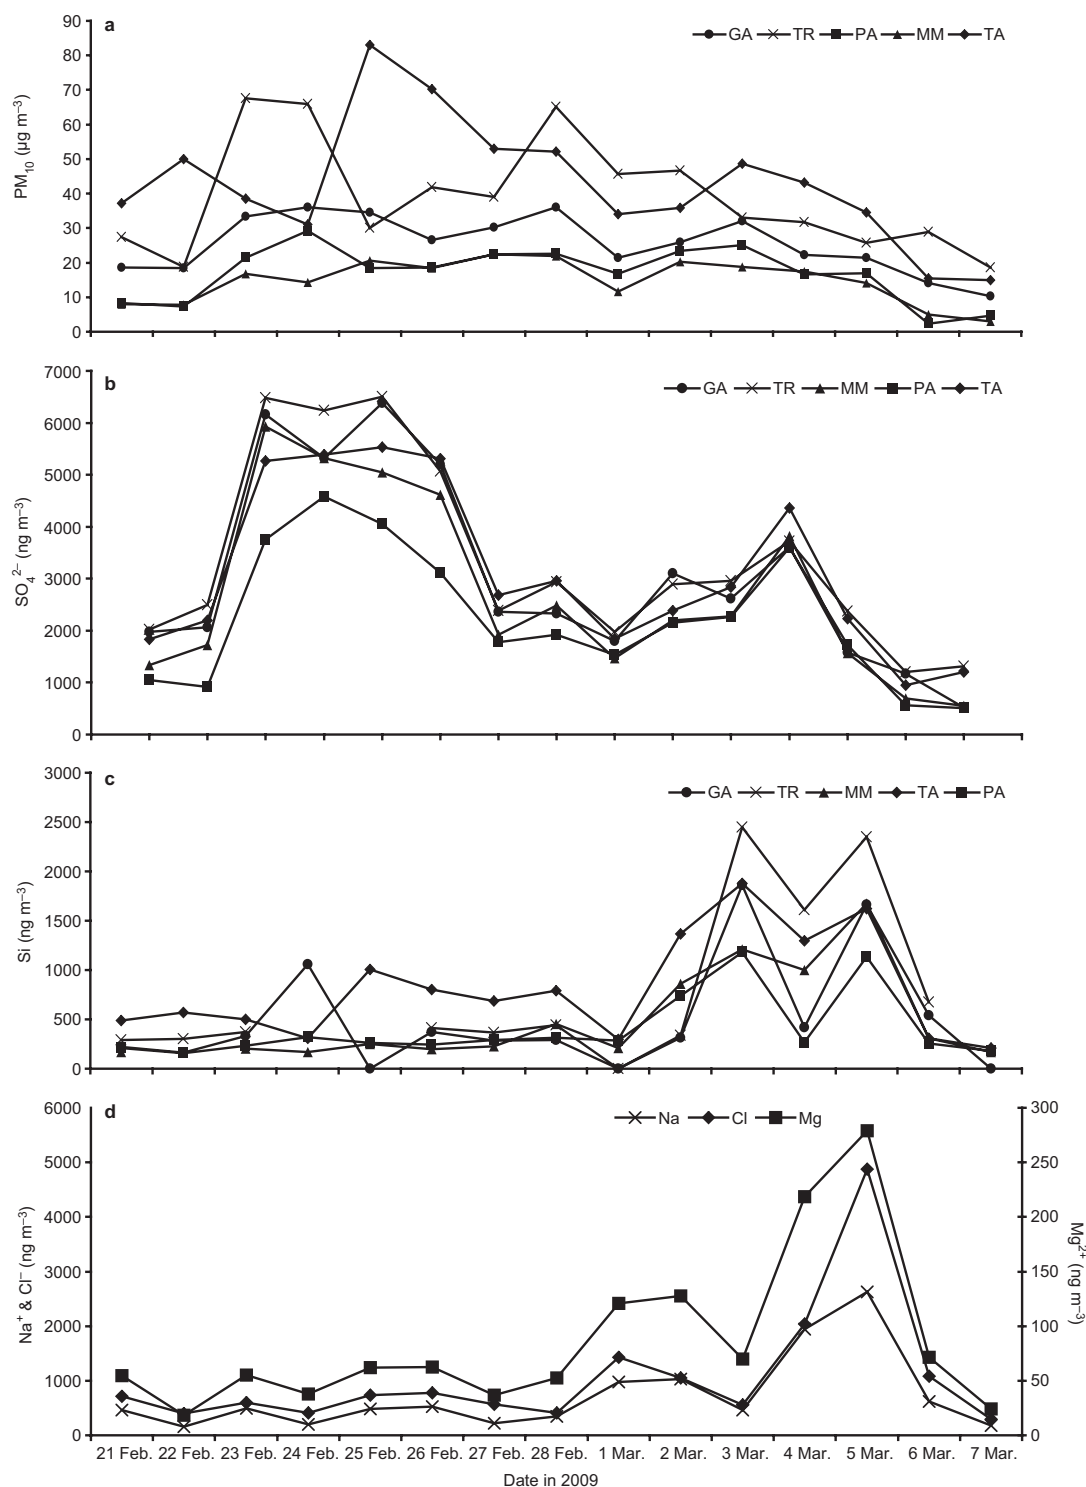 a
GA TR PA MM TA
90
80
70
60
50
40
30
20
10
0
PM10 (µg m–3)
b
GA TR MM PA TA
7000
6000
5000
4000
3000
2000
1000
0
SO42– (ng m–3)
c
GA TR MM TA PA
3000
2500
2000
1500
1000
500
0
Si (ng m–3)
d
Na Cl Mg
6000
5000
4000
3000
2000
1000
0
Na+ & Cl– (ng m–3)
300
250
200
150
100
50
0
Mg2+ (ng m–3)
21 Feb. 22 Feb. 23 Feb. 24 Feb. 25 Feb. 26 Feb. 27 Feb. 28 Feb. 1 Mar. 2 Mar. 3 Mar. 4 Mar. 5 Mar. 6 Mar. 7 Mar.
Date in 2009